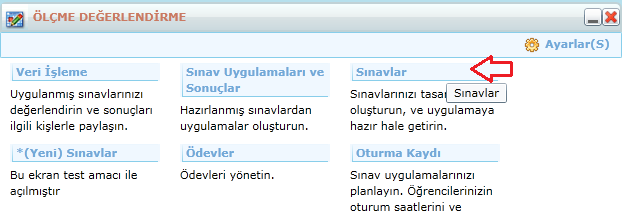 ÖLÇME DEĞERLENDİRME
Ayarlar(S)
Veri İşleme
Uygulanmış sınavlarınızı
değerlendirin ve sonuçları
ilgili kişlerle paylaşın.
Sınav Uygulamaları ve
Sonuçlar
Hazırlanmış sınavlardan
uygulamalar oluşturun.
Sınavlar
Sınavlarınızı
oluşturun, ve uygulamaya
hazır hale getirin.
Sınavlar
*(Yeni) Sınavlar
Bu ekran test amacı ile
açılmıştır
Ödevler
Ödevleri yönetin.
Oturma Kaydı
Sınav uygulamalarınızı
planlayın. Öğrencilerinizin
oturum saatlerini ve